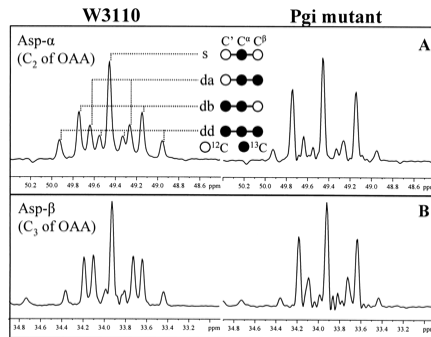 W3110
Pgi mutant
Asp-α
(C2 of OAA)
s
da
db
dd
C' Cα Cβ
12C 13C
A
50.2 50.0 49.8 49.6 49.4 49.2 49.0 48.8 48.6 ppm
50.2 50.0 49.8 49.6 49.4 49.2 49.0 48.8 48.6 ppm
Asp-β
(C3 of OAA)
B
34.8 34.6 34.4 34.2 34.0 33.8 33.6 33.4 33.2 ppm
34.8 34.6 34.4 34.2 34.0 33.8 33.6 33.4 33.2 ppm